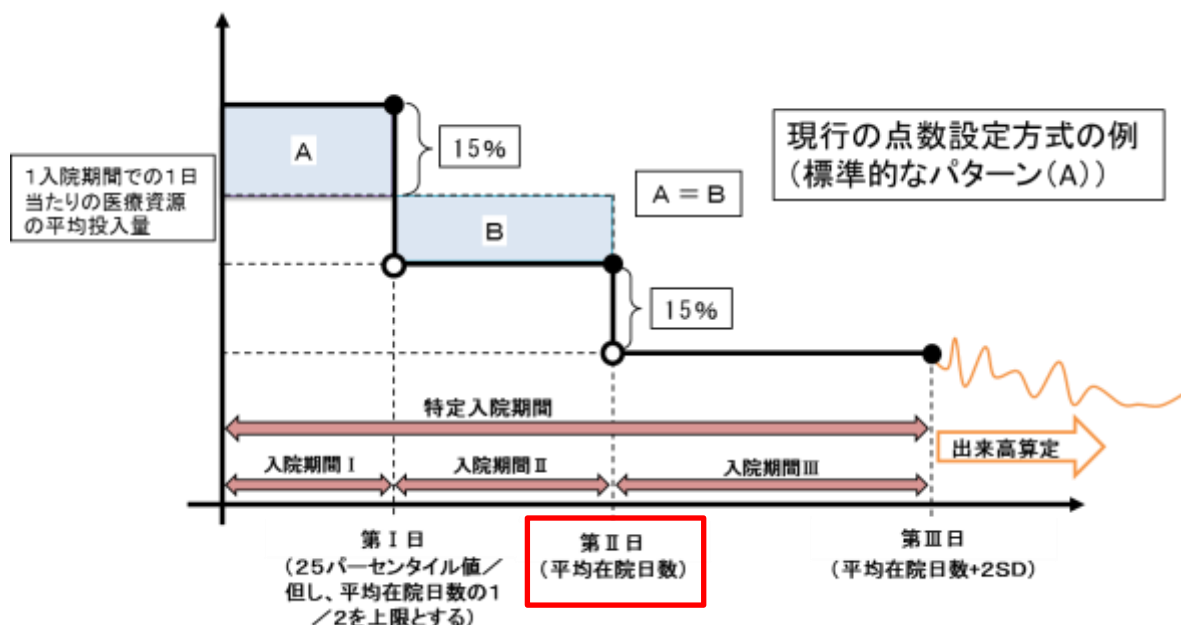 現行の点数設定方式の例
(標準的なパターン(A))
1入院期間での1日
当たりの医療資源
の平均投入量
A
15%
A = B
B
15%
特定入院期間
出来高算定
入院期間Ⅰ
入院期間Ⅱ
入院期間Ⅲ
第Ⅰ日
(25パーセンタイル値/
但し、平均在院日数の1
/2を上限とする)
第Ⅱ日
(平均在院日数)
第Ⅲ日
(平均在院日数+2SD)